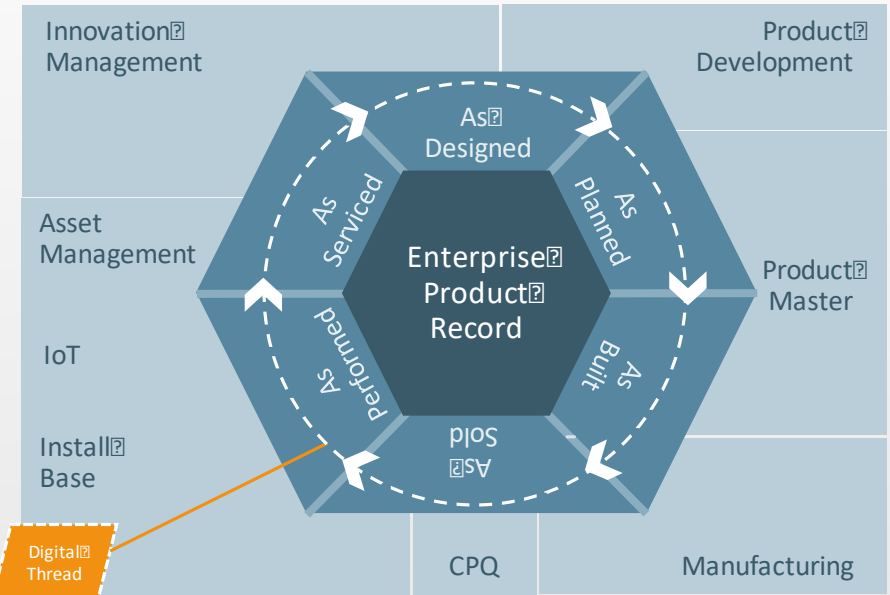 Innovation
Management
Product
Development
As
Designed
As
Planned
As
Serviced
Asset
Management
Enterprise
Product
Record
Product
Master
IoT
As
Performed
As
Built
As
Sold
Install
Base
Digital
Thread
CPQ
Manufacturing